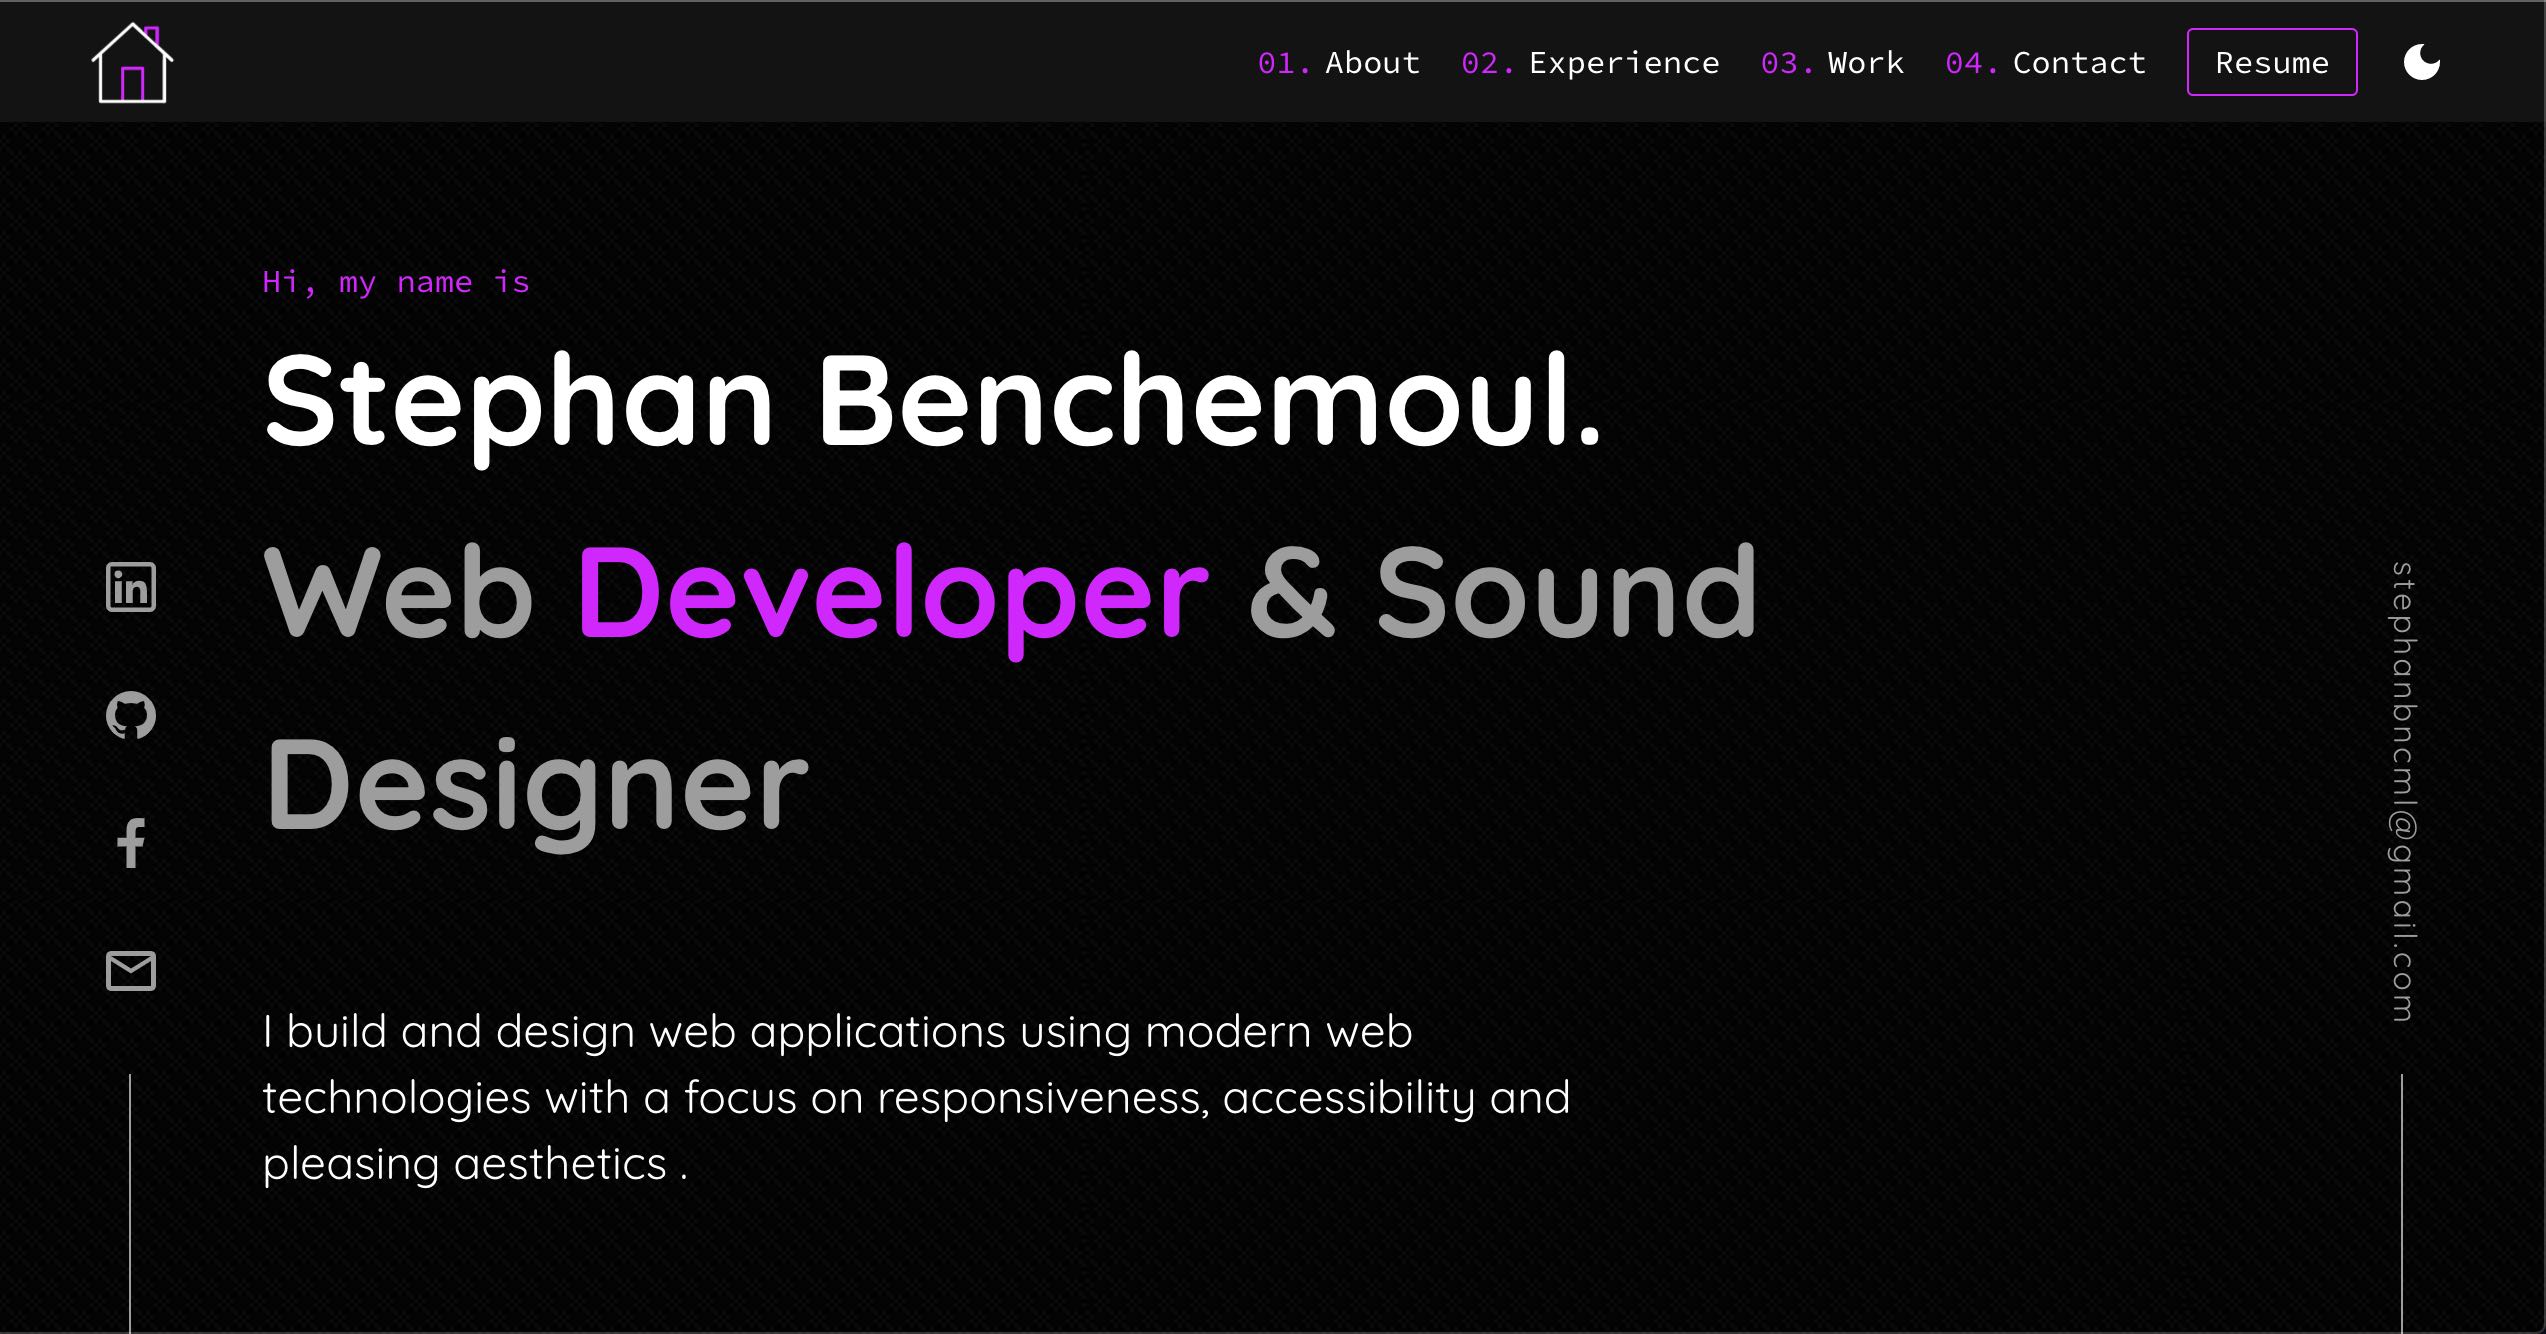 01. About 02. Experience 03. Work 04. Contact Resume
Hi, my name is
Stephan Benchemoul.
Web Developer & Sound
Designer
in
I build and design web applications using modern web
technologies with a focus on responsiveness, accessibility and
pleasing aesthetics .
stephanbncml@gmail.com